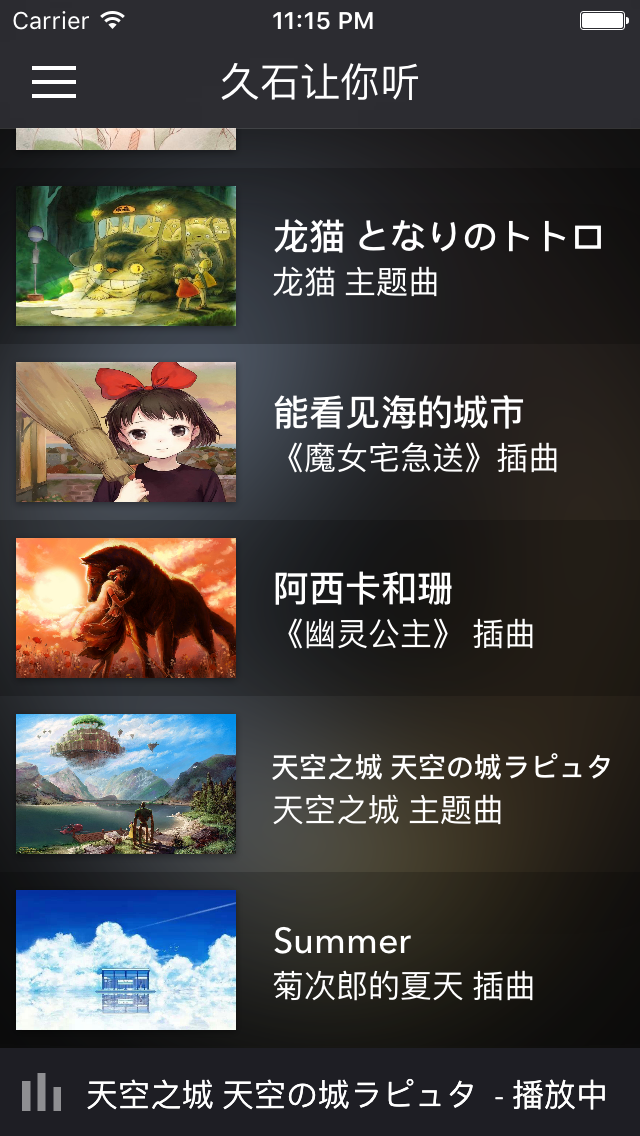 Carrier 11:15 PM
久石让你听
龙猫 となりのトトロ
龙猫 主题曲
能看见海的城市
《魔女宅急送》插曲
阿西卡和珊
《幽灵公主》 插曲
天空之城 天空の城ラピュタ
天空之城 主题曲
Summer
菊次郎的夏天 插曲
天空之城 天空の城ラピュタ - 播放中